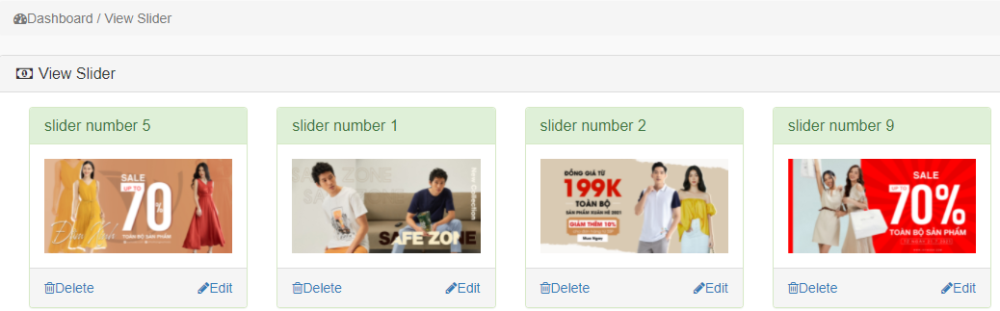 Dashboard / View Slider
View Slider
slider number 5
SALE
UP TO
70%
TOÀN BỘ SẢN PHẨM
Delete
Edit
slider number 1
SAFE ZONE
New Collection
SAFE ZONE
Delete
Edit
slider number 2
ĐỒNG GIÁ TỪ
199K
TOÀN BỘ
SẢN PHẨM XUÂN HÈ 2021
GIẢM THÊM 10%
Mua Ngay
Delete
Edit
slider number 9
SALE
UP TO
70%
TOÀN BỘ SẢN PHẨM
Delete
Edit